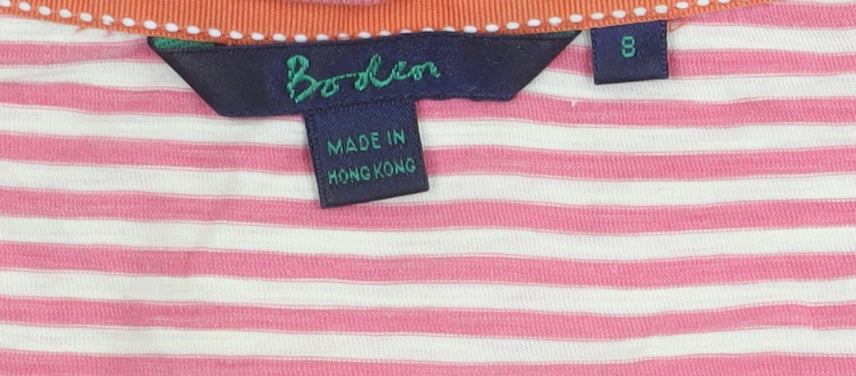 Boden
8
MADE IN
HONG KONG